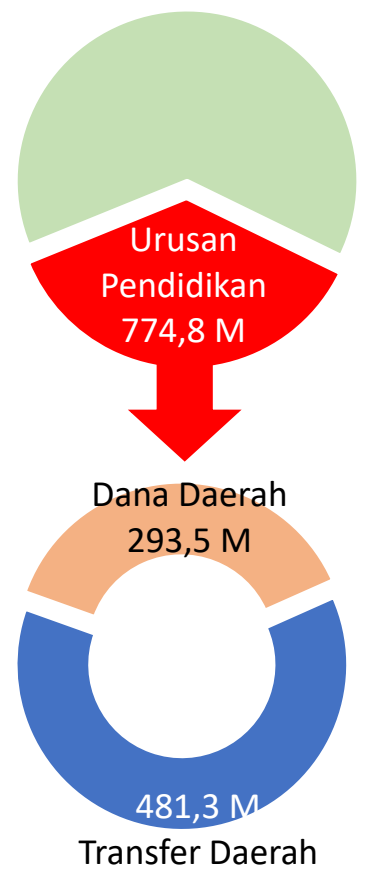 Urusan
Pendidikan
774,8 M
Dana Daerah
293,5 M
481,3 M
Transfer Daerah